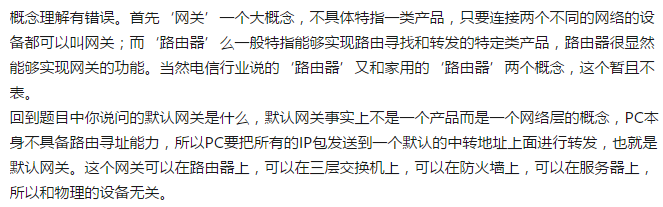 概念理解有错误。首先‘网关’一个大概念，不具体特指一类产品，只要连接两个不同的网络的设
备都可以叫网关；而‘路由器’么一般特指能够实现路由寻找和转发的特定类产品，路由器很显然
能够实现网关的功能。当然电信行业说的‘路由器’又和家用的‘路由器’两个概念，这个暂且不
表。
回到题目中你说问的默认网关是什么，默认网关事实上不是一个产品而是一个网络层的概念，PC本
身不具备路由寻址能力，所以PC要把所有的IP包发送到一个默认的中转地址上面进行转发，也就是
默认网关。这个网关可以在路由器上，可以在三层交换机上，可以在防火墙上，可以在服务器上，
所以和物理的设备无关。